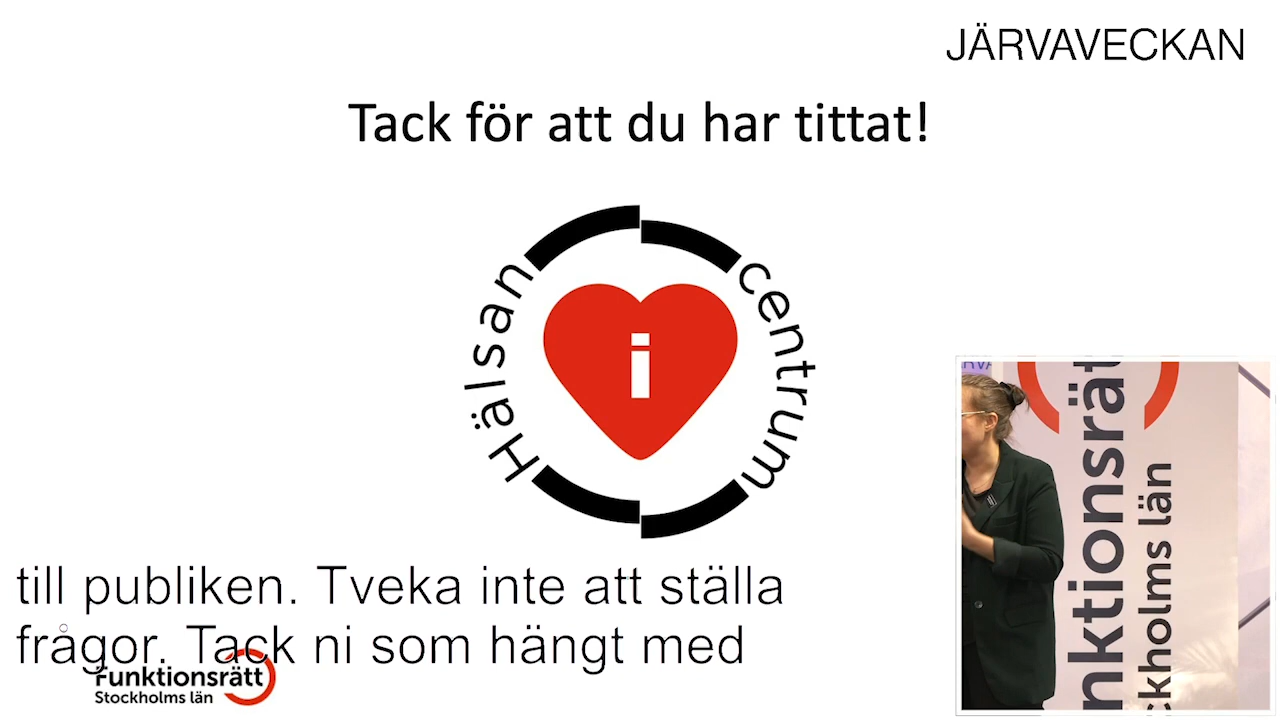 JÄRVAVECKAN
Tack för att du har tittat!
Hälsan
i
centrum
till publiken. Tveka inte att ställa
frågor. Tack ni som hängt med
Funktionsrätt
Stockholms län
nktionsrät
ckholms län